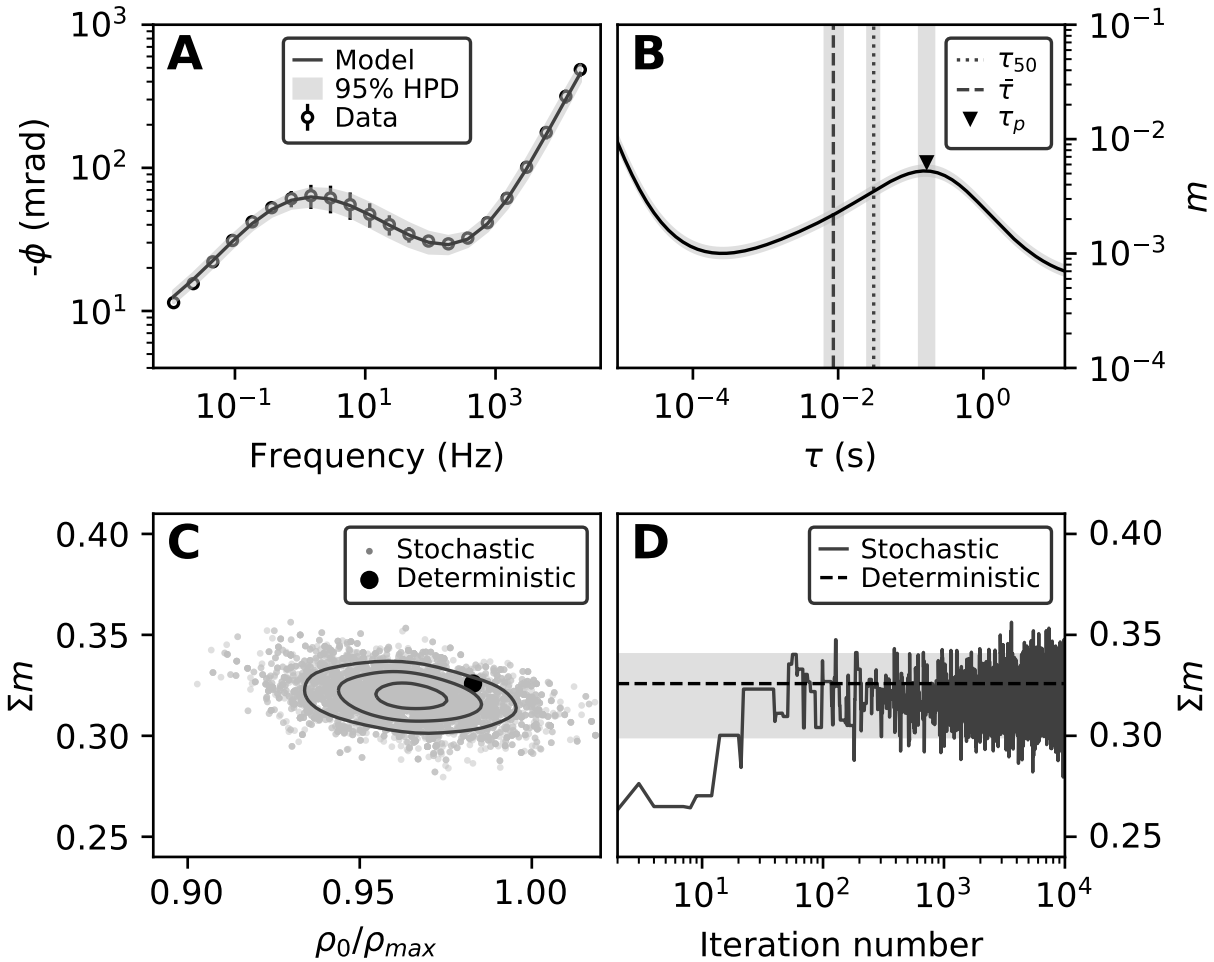 A
Model
95% HPD
Data
10³
10²
10¹
-ϕ (mrad)
10⁻¹
10¹
10³
Frequency (Hz)
B
τ₅₀
τ̄
τₚ
10⁻¹
10⁻²
10⁻³
10⁻⁴
m
10⁻⁴
10⁻²
10⁰
τ (s)
C
Stochastic
Deterministic
0.40
0.35
0.30
0.25
Σm
0.90
0.95
1.00
ρ₀/ρₘₐₓ
D
Stochastic
Deterministic
0.40
0.35
0.30
0.25
Σm
10¹
10²
10³
10⁴
Iteration number